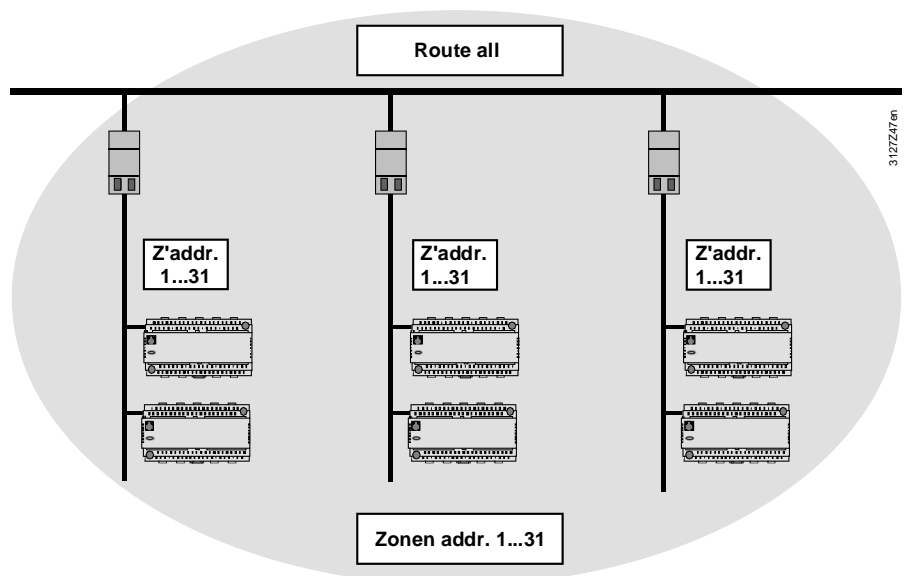 Route all
3127Z47en
Z'addr.
1...31
Z'addr.
1...31
Z'addr.
1...31
Zonen addr. 1...31